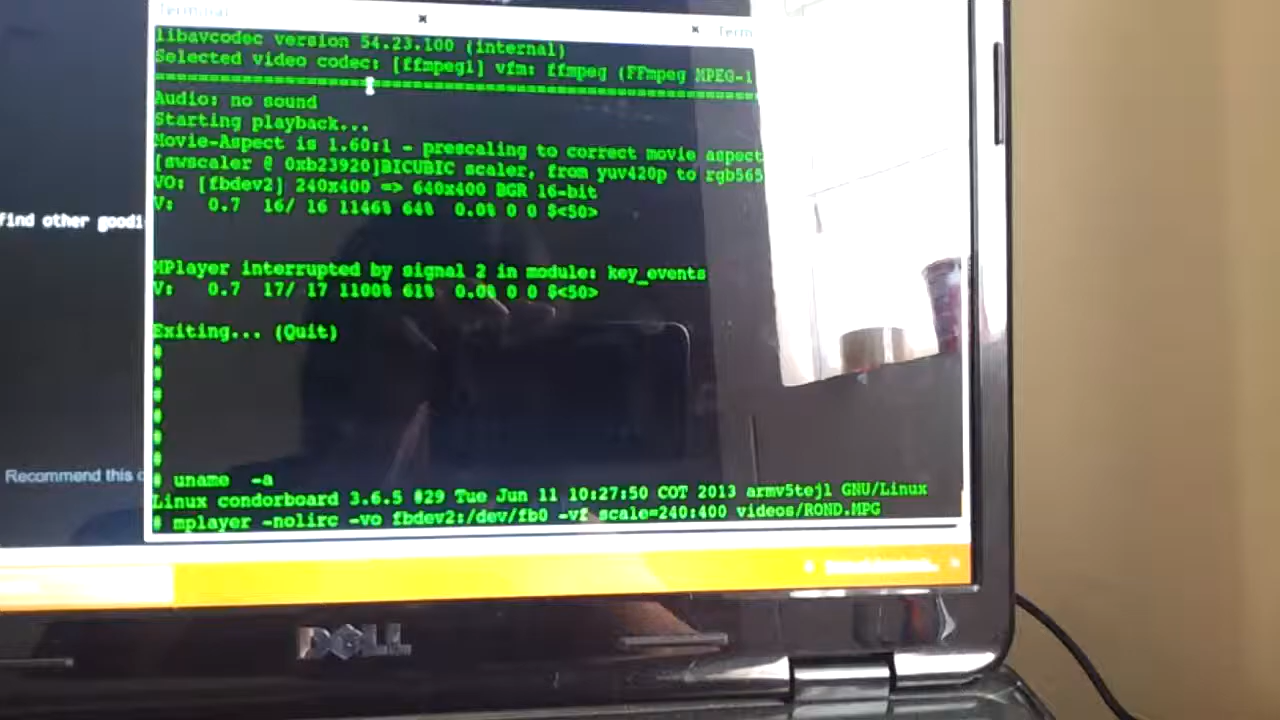 Terminal
Term
libavcodec version 54.23.100 (internal)
Selected video codec: [ffmpeg1] vfm: ffmpeg (FFmpeg MPEG-1
Audio: no sound
Starting playback...
Movie-Aspect is 1.60:1 - prescaling to correct movie aspect
[swscaler @ 0xb23920]BICUBIC scaler, from yuv420p to rgb565
VO: [fbdev2] 240x400 => 640x400 BGR 16-bit
V:   0.7  16/ 16 1146% 64%  0.0% 0 0 $<50>
MPlayer interrupted by signal 2 in module: key_events
V:   0.7  17/ 17 1100% 61%  0.0% 0 0 $<50>
Exiting... (Quit)
#
#
#
#
#
#
# uname  -a
Linux condorboard 3.6.5 #29 Tue Jun 11 10:27:50 COT 2013 armv5tejl GNU/Linux
# mplayer -nolirc -vo fbdev2:/dev/fb0 -vf scale=240:400 videos/ROND.MPG
find other goodi
Recommend this
DELL